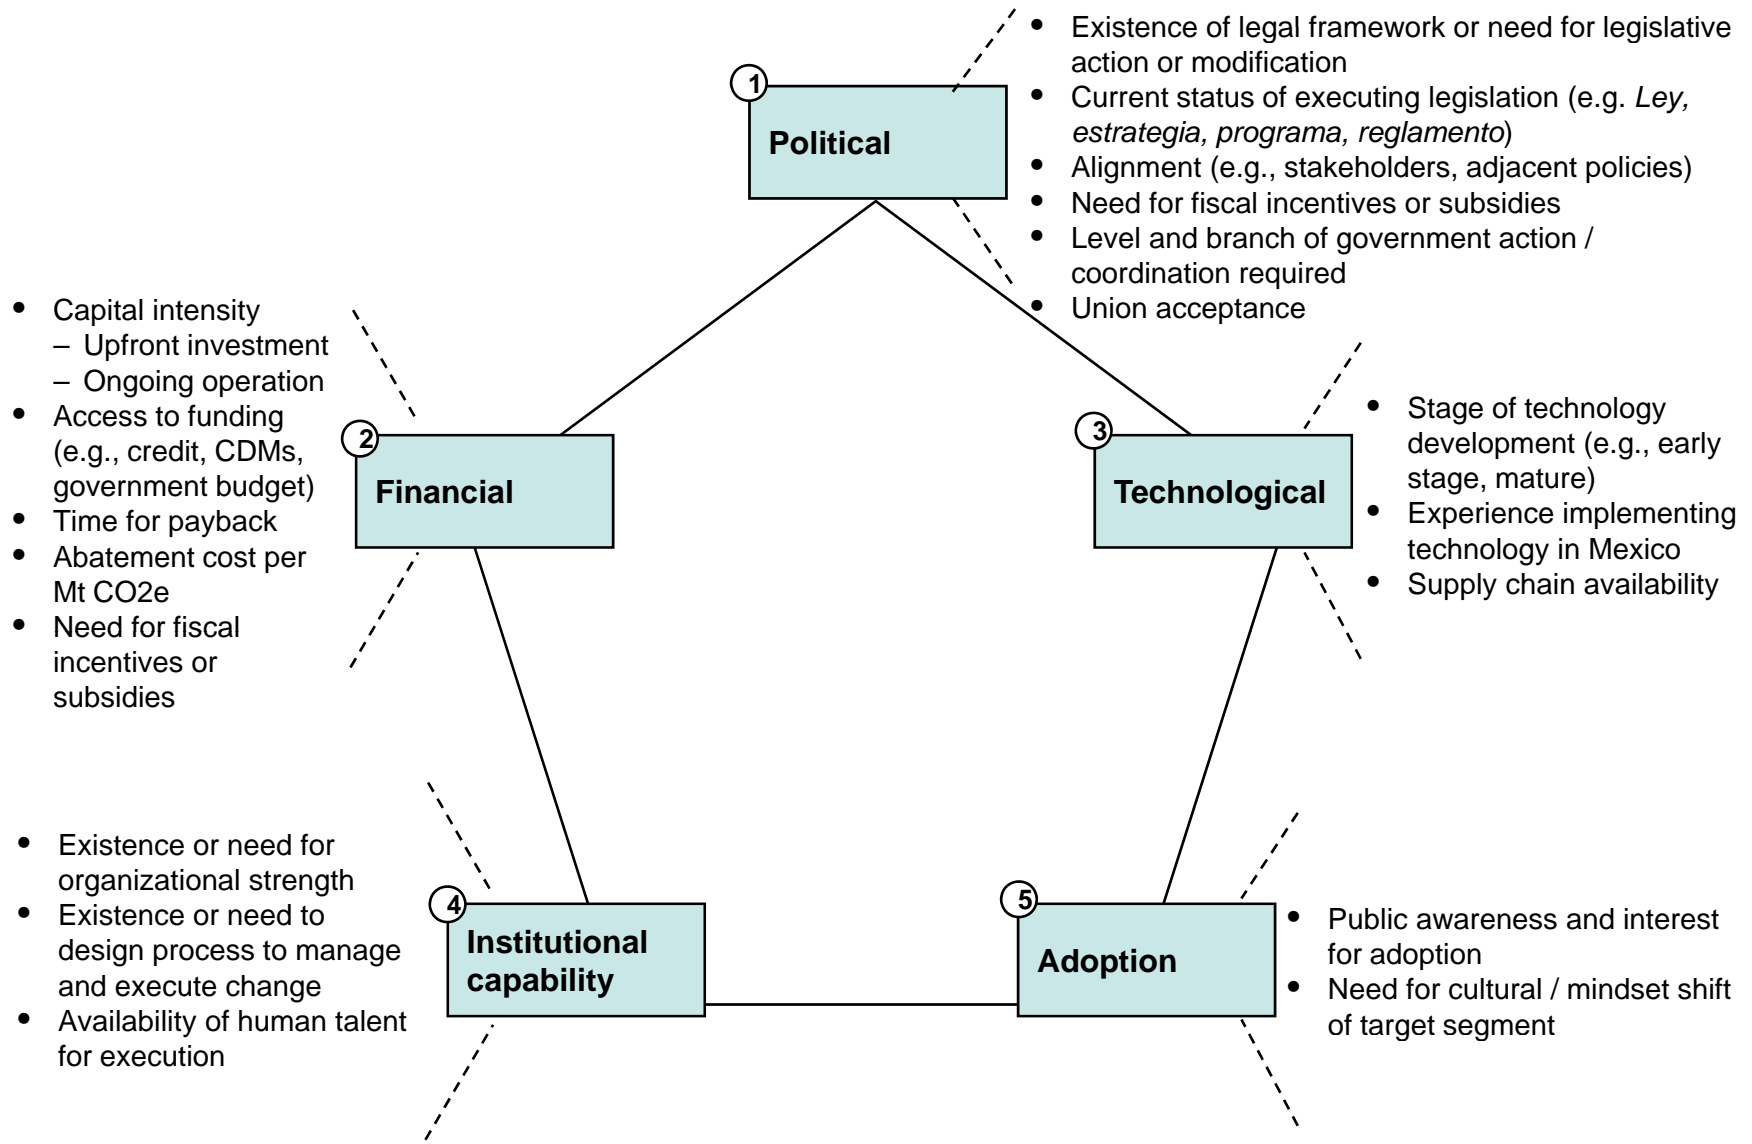 1
Political
• Existence of legal framework or need for legislative
action or modification
• Current status of executing legislation (e.g. Ley,
estrategia, programa, reglamento)
• Alignment (e.g., stakeholders, adjacent policies)
• Need for fiscal incentives or subsidies
• Level and branch of government action /
coordination required
• Union acceptance
2
Financial
• Capital intensity
– Upfront investment
– Ongoing operation
• Access to funding
(e.g., credit, CDMs,
government budget)
• Time for payback
• Abatement cost per
Mt CO2e
• Need for fiscal
incentives or
subsidies
3
Technological
• Stage of technology
development (e.g., early
stage, mature)
• Experience implementing
technology in Mexico
• Supply chain availability
4
Institutional
capability
• Existence or need for
organizational strength
• Existence or need to
design process to manage
and execute change
• Availability of human talent
for execution
5
Adoption
• Public awareness and interest
for adoption
• Need for cultural / mindset shift
of target segment